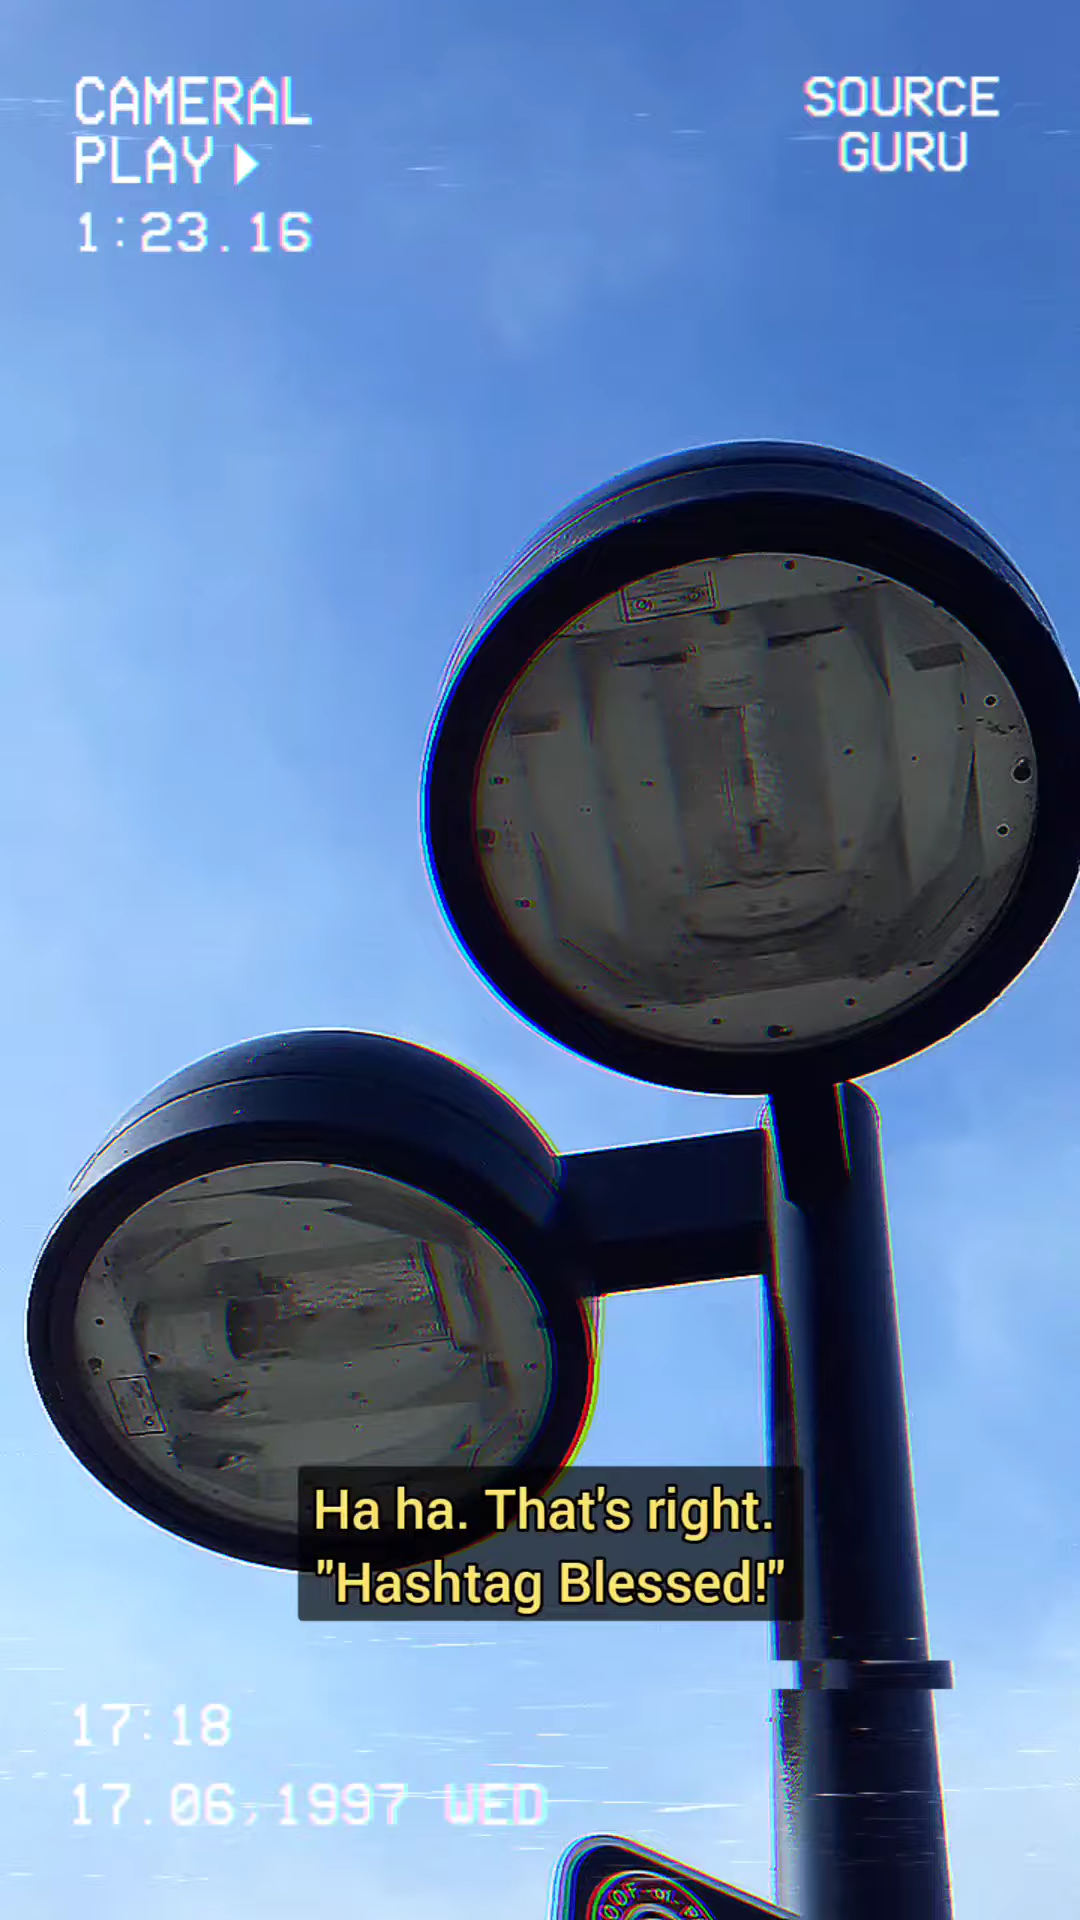 CAMERAL
PLAY
1:23.16
SOURCE
GURU
Ha ha. That's right.
"Hashtag Blessed!"
17:18
17.06.1997 WED